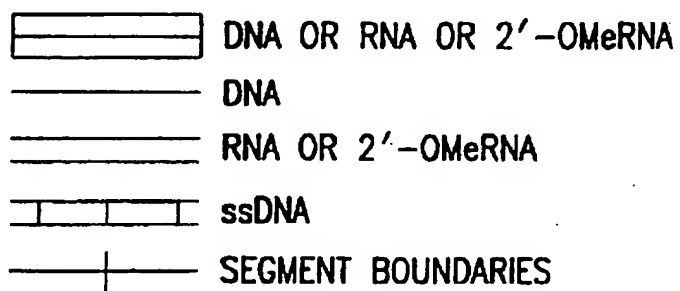 DNA OR RNA OR 2'-OMeRNA
DNA
RNA OR 2'-OMeRNA
ssDNA
SEGMENT BOUNDARIES